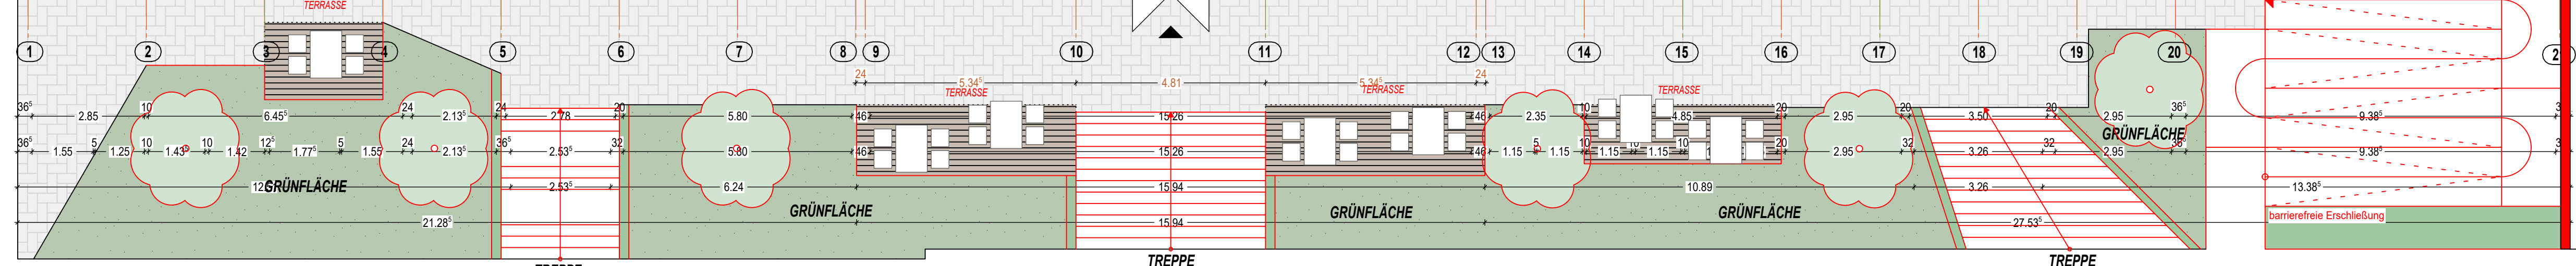 TERRASSE
1 2 3 4 5 6 7 8 9 10 11 12 13 14 15 16 17 18 19 20
24 5.34⁵ 4.81 5.34⁵ 24
TERRASSE TERRASSE TERRASSE
36⁵ 2.85 10 6.45⁵ 24 2.13⁵ 24 2.78 20 5.80 46 15.26 46 2.35 10 4.85 20 2.95 20 3.50 20 2.95 36⁵ 9.38⁵
GRÜNFLÄCHE
36⁵ 1.55 5 1.25 10 1.43⁵ 10 1.42 12⁵ 1.77⁵ 5 1.55 24 2.13⁵ 36⁵ 2.53⁵ 32 5.80 46 15.26 46 1.15 5 1.15 10 1.15 10 1.15 10 20 2.95 32 3.26 32 2.95 36⁵ 9.38⁵
GRÜNFLÄCHE 2.53⁵ 6.24 15.94 10.89 3.26 13.38⁵
GRÜNFLÄCHE GRÜNFLÄCHE GRÜNFLÄCHE
barrierefreie Erschließung
21.28⁵ 15.94 27.53⁵
TREPPE TREPPE TREPPE